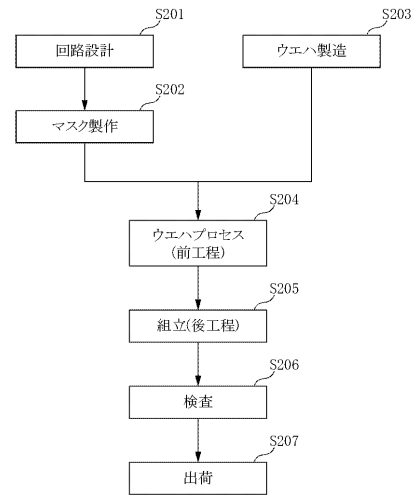 S201
回路設計
S203
ウエハ製造
S202
マスク製作
S204
ウエハプロセス
(前工程)
S205
組立(後工程)
S206
検査
S207
出荷